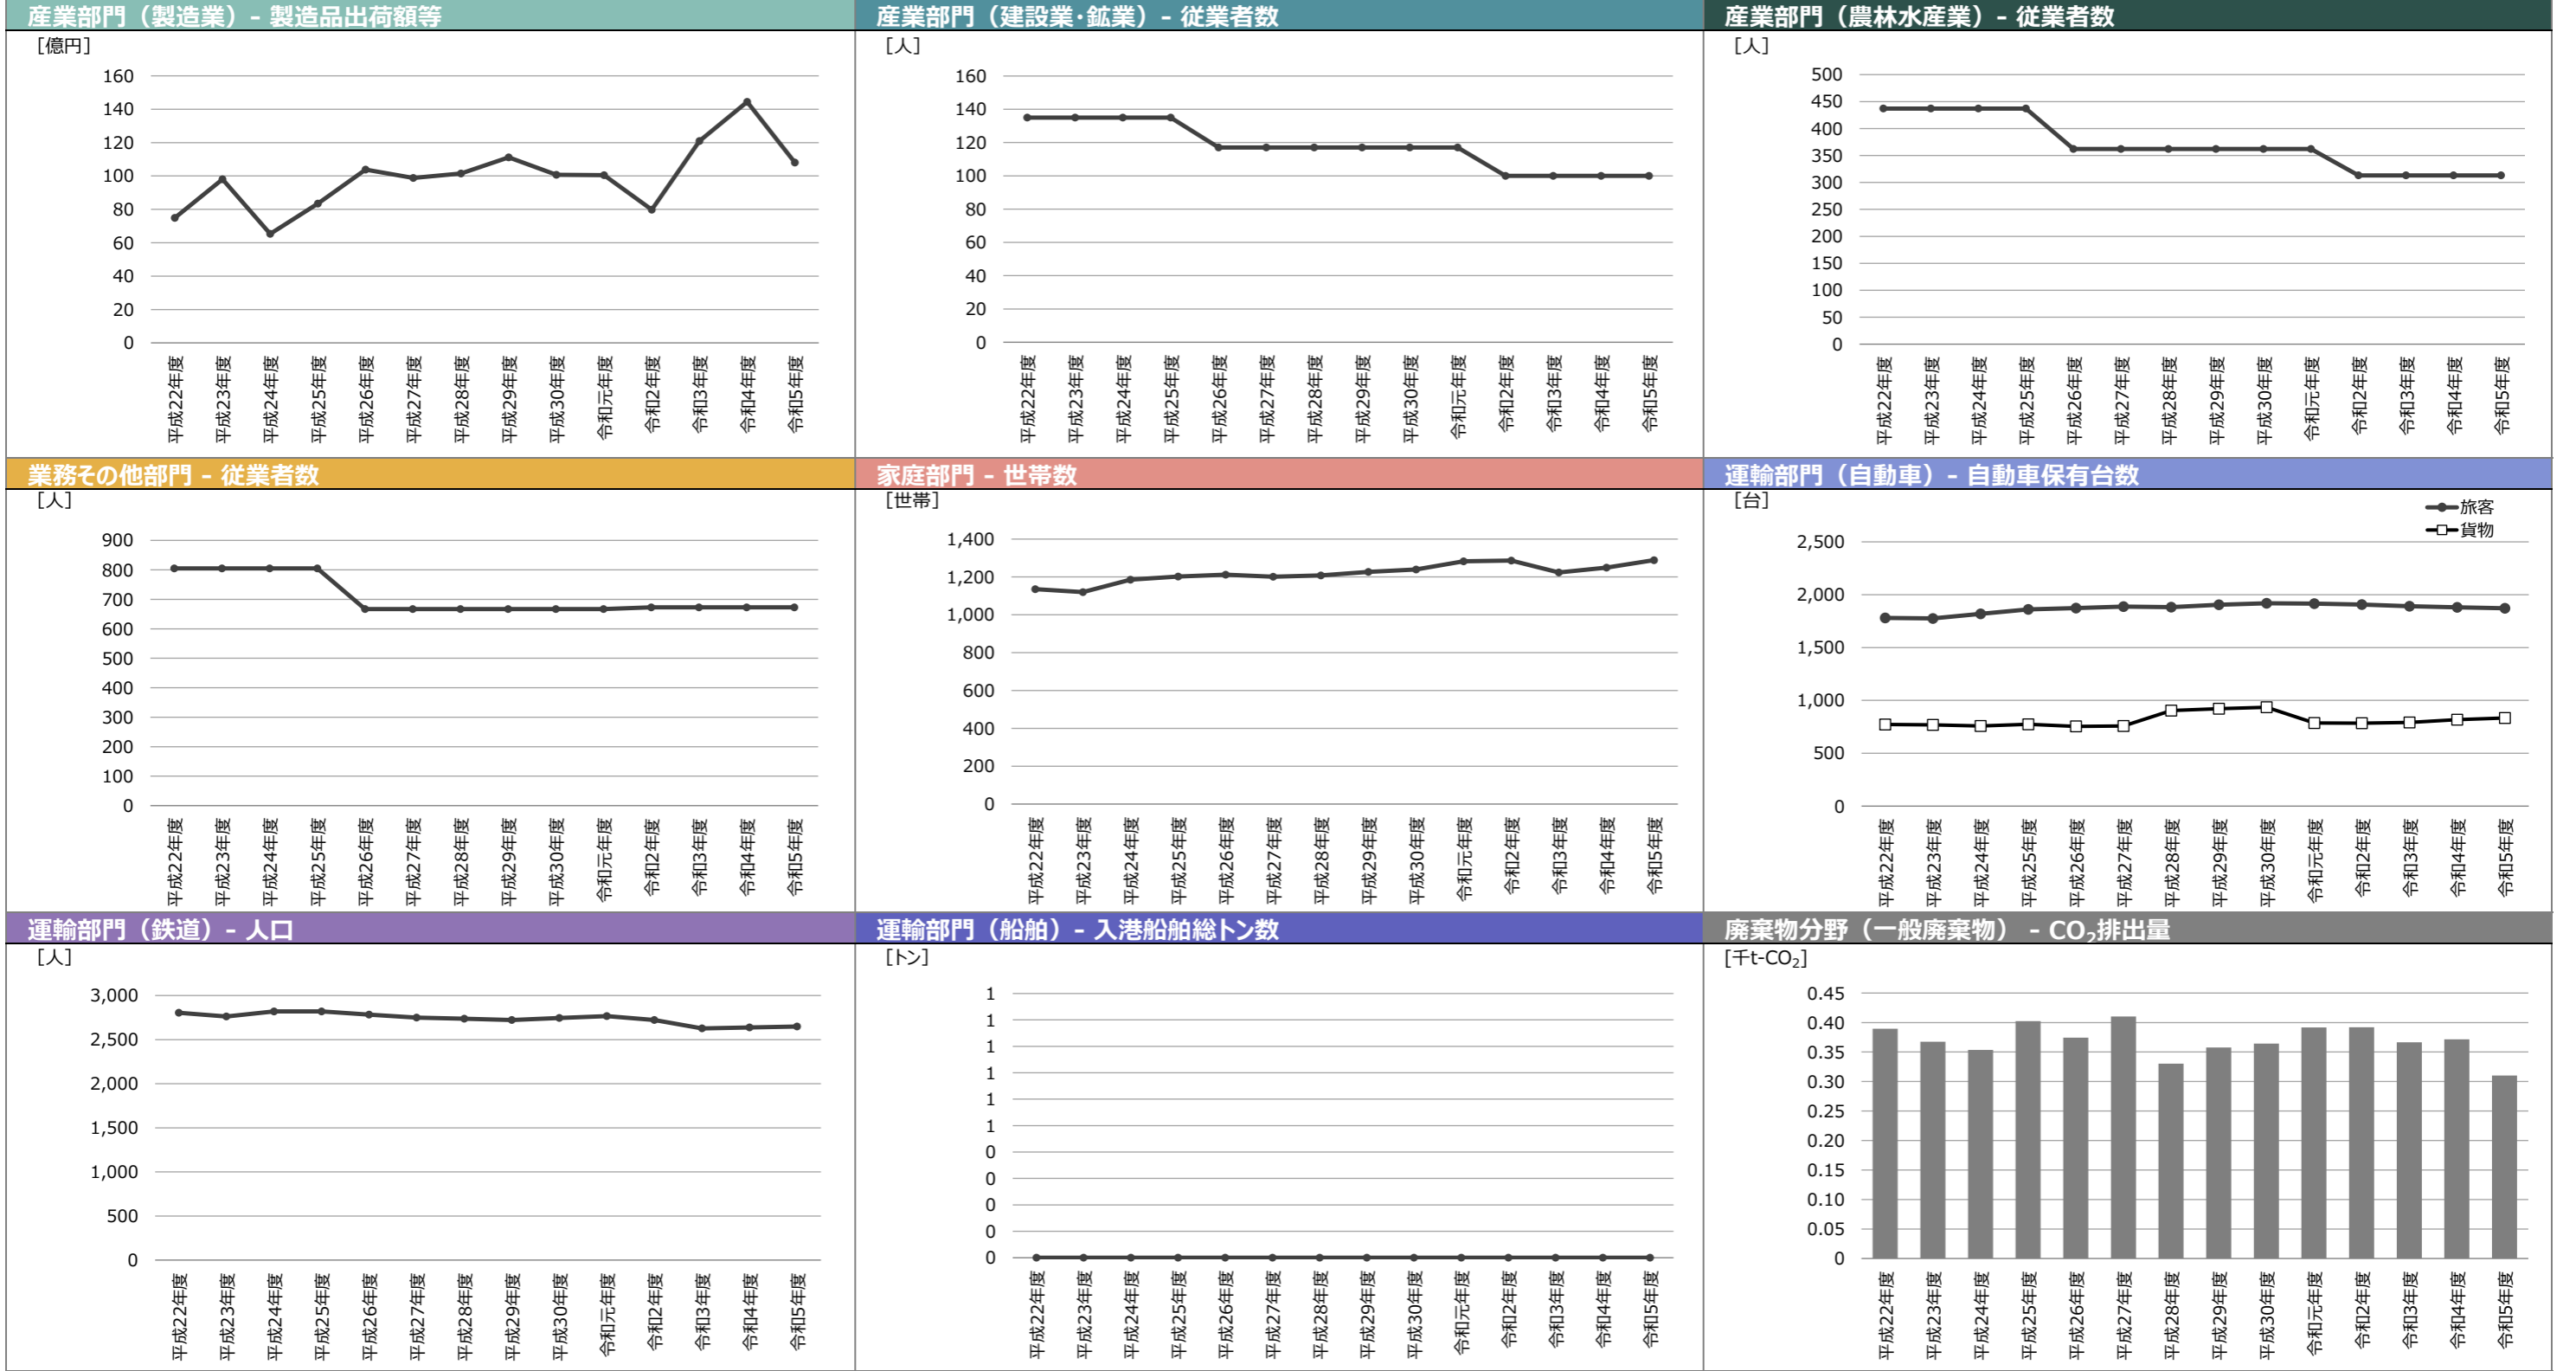 産業部門（製造業）- 製造品出荷額等
[億円]
160
140
120
100
80
60
40
20
0
平成22年度
平成23年度
平成24年度
平成25年度
平成26年度
平成27年度
平成28年度
平成29年度
平成30年度
令和元年度
令和2年度
令和3年度
令和4年度
令和5年度
産業部門（建設業･鉱業）- 従業者数
[人]
160
140
120
100
80
60
40
20
0
平成22年度
平成23年度
平成24年度
平成25年度
平成26年度
平成27年度
平成28年度
平成29年度
平成30年度
令和元年度
令和2年度
令和3年度
令和4年度
令和5年度
産業部門（農林水産業）- 従業者数
[人]
500
450
400
350
300
250
200
150
100
50
0
平成22年度
平成23年度
平成24年度
平成25年度
平成26年度
平成27年度
平成28年度
平成29年度
平成30年度
令和元年度
令和2年度
令和3年度
令和4年度
令和5年度
業務その他部門 - 従業者数
[人]
900
800
700
600
500
400
300
200
100
0
平成22年度
平成23年度
平成24年度
平成25年度
平成26年度
平成27年度
平成28年度
平成29年度
平成30年度
令和元年度
令和2年度
令和3年度
令和4年度
令和5年度
家庭部門 - 世帯数
[世帯]
1,400
1,200
1,000
800
600
400
200
0
平成22年度
平成23年度
平成24年度
平成25年度
平成26年度
平成27年度
平成28年度
平成29年度
平成30年度
令和元年度
令和2年度
令和3年度
令和4年度
令和5年度
運輸部門（自動車）- 自動車保有台数
[台]
旅客
貨物
2,500
2,000
1,500
1,000
500
0
平成22年度
平成23年度
平成24年度
平成25年度
平成26年度
平成27年度
平成28年度
平成29年度
平成30年度
令和元年度
令和2年度
令和3年度
令和4年度
令和5年度
運輸部門（鉄道）- 人口
[人]
3,000
2,500
2,000
1,500
1,000
500
0
平成22年度
平成23年度
平成24年度
平成25年度
平成26年度
平成27年度
平成28年度
平成29年度
平成30年度
令和元年度
令和2年度
令和3年度
令和4年度
令和5年度
運輸部門（船舶）- 入港船舶総トン数
[トン]
1
1
1
1
1
1
0
0
0
0
0
平成22年度
平成23年度
平成24年度
平成25年度
平成26年度
平成27年度
平成28年度
平成29年度
平成30年度
令和元年度
令和2年度
令和3年度
令和4年度
令和5年度
廃棄物分野（一般廃棄物） - CO₂排出量
[千t-CO₂]
0.45
0.40
0.35
0.30
0.25
0.20
0.15
0.10
0.05
0
平成22年度
平成23年度
平成24年度
平成25年度
平成26年度
平成27年度
平成28年度
平成29年度
平成30年度
令和元年度
令和2年度
令和3年度
令和4年度
令和5年度